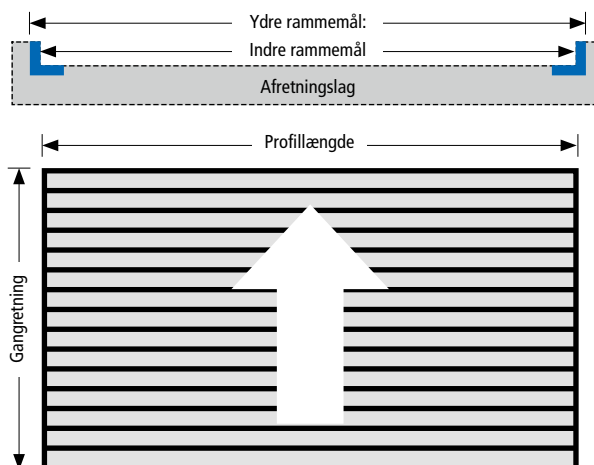 Ydre rammemål:
Indre rammemål
Afretningslag
Profillængde
Gangretning